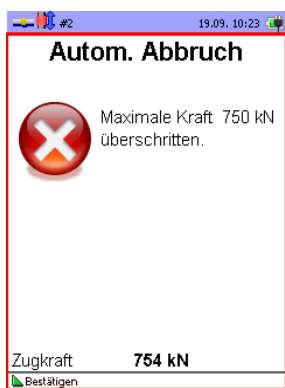 #2 19.09. 10:23
Autom. Abbruch
Maximale Kraft 750 kN
überschritten.
Zugkraft 754 kN
Bestätigen